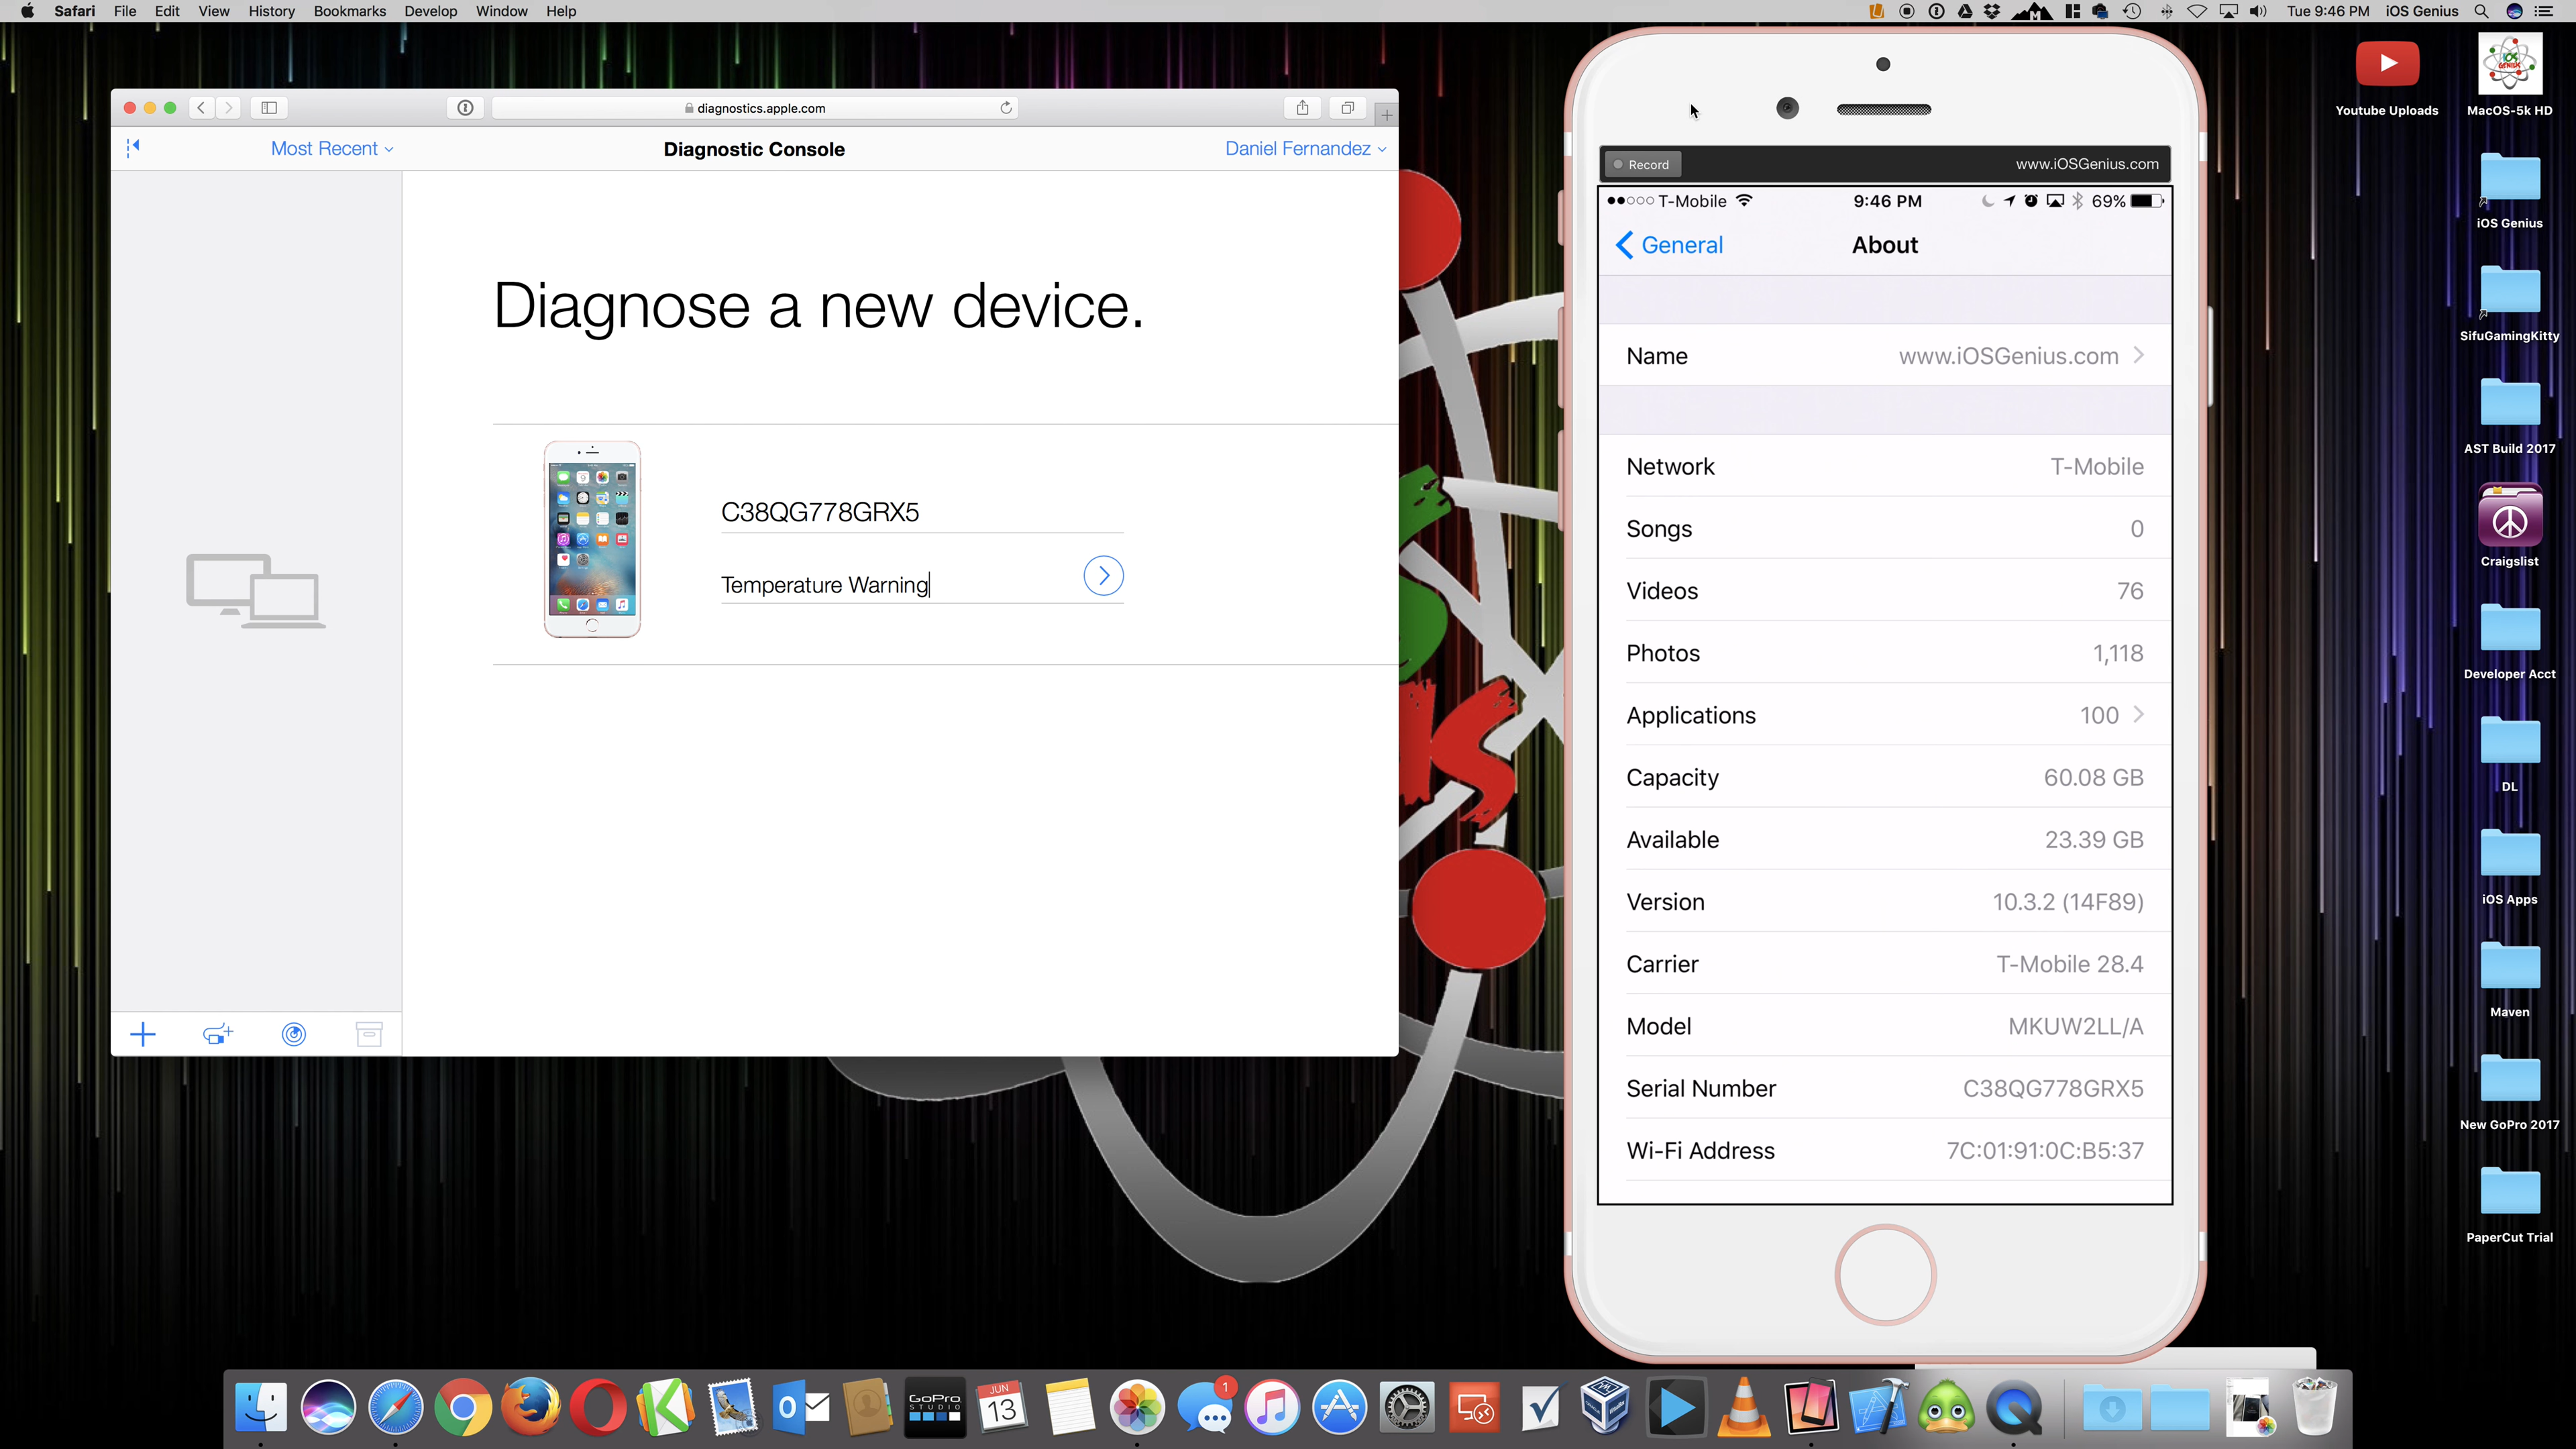 Safari File Edit View History Bookmarks Develop Window Help
Tue 9:46 PM iOS Genius
diagnostics.apple.com
Most Recent
Diagnostic Console
Daniel Fernandez
Diagnose a new device.
C38QG778GRX5
Temperature Warning
Record
www.iOSGenius.com
T-Mobile
9:46 PM
69%
General
About
Name www.iOSGenius.com
Network T-Mobile
Songs 0
Videos 76
Photos 1,118
Applications 100
Capacity 60.08 GB
Available 23.39 GB
Version 10.3.2 (14F89)
Carrier T-Mobile 28.4
Model MKUW2LL/A
Serial Number C38QG778GRX5
Wi-Fi Address 7C:01:91:0C:B5:37
Youtube Uploads
MacOS-5k HD
iOS Genius
SifuGamingKitty
AST Build 2017
Craigslist
Developer Acct
DL
iOS Apps
Maven
New GoPro 2017
PaperCut Trial
GoPro
STUDIO
JUN
13
1